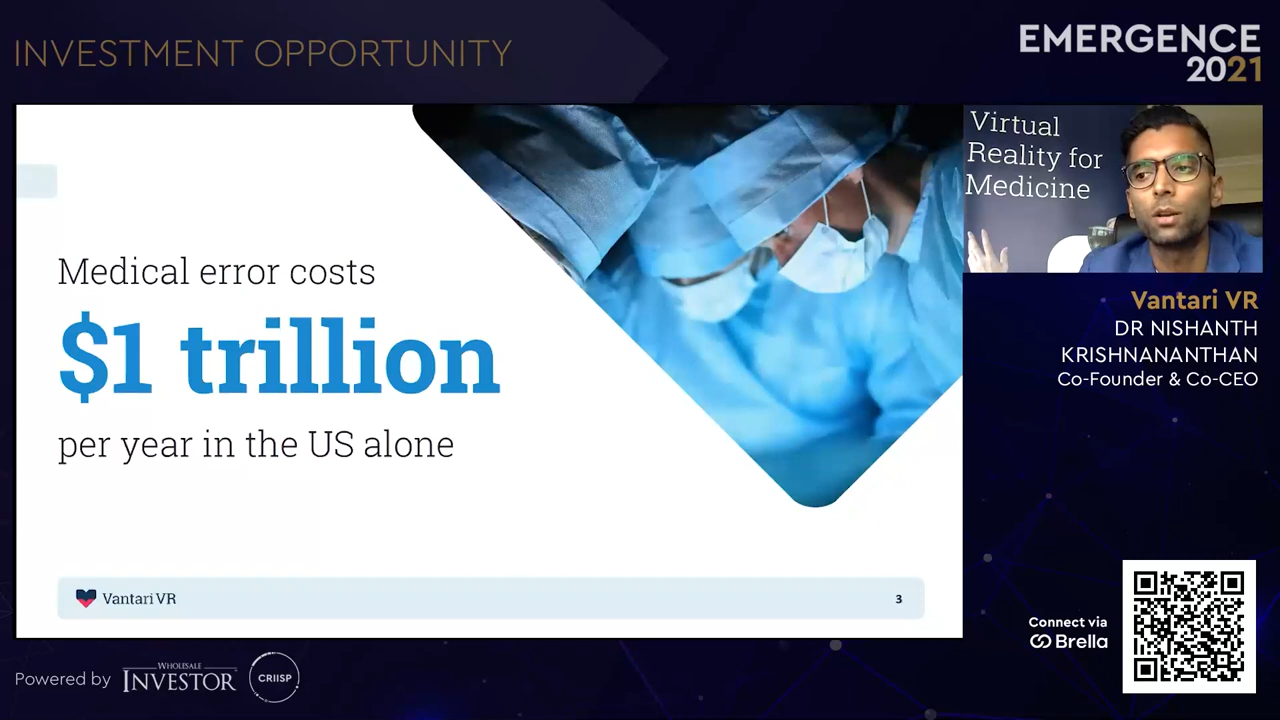 INVESTMENT OPPORTUNITY
EMERGENCE
2021
Medical error costs
$1 trillion
per year in the US alone
Vantari VR
3
Virtual
Reality for
Medicine
Vantari VR
DR NISHANTH
KRISHNANANTHAN
Co-Founder & Co-CEO
Connect via
Brella
Powered by
WHOLESALE
INVESTOR
CRIISP